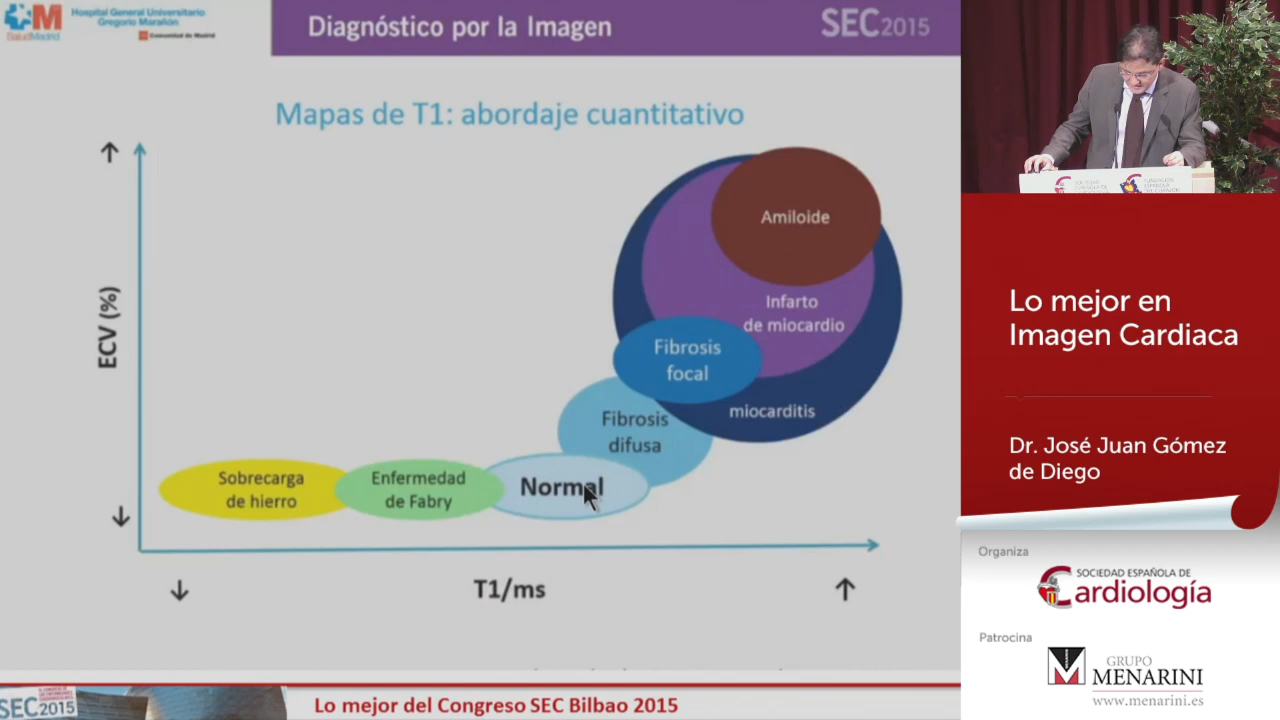 SaludMadrid
Hospital General Universitario
Gregorio Marañón
Comunidad de Madrid
Diagnóstico por la Imagen
SEC2015
Mapas de T1: abordaje cuantitativo
ECV (%)
Amiloide
Infarto
de miocardio
Fibrosis
focal
miocarditis
Fibrosis
difusa
Sobrecarga
de hierro
Enfermedad
de Fabry
Normal
T1/ms
SEC2015
Lo mejor del Congreso SEC Bilbao 2015
Lo mejor en
Imagen Cardiaca
Dr. José Juan Gómez
de Diego
Organiza
SOCIEDAD ESPAÑOLA DE
Cardiología
Patrocina
GRUPO
MENARINI
www.menarini.es